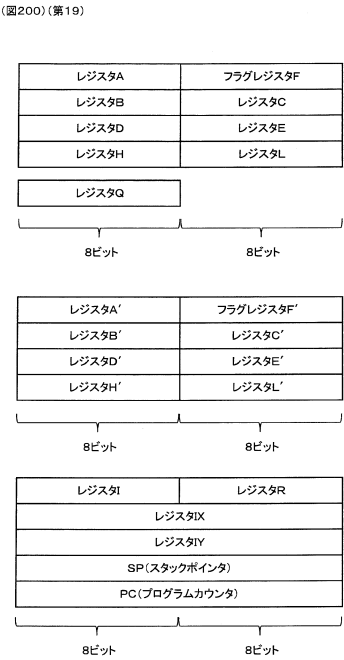 (図200)(第19)
レジスタA フラグレジスタF
レジスタB レジスタC
レジスタD レジスタE
レジスタH レジスタL
レジスタQ
8ビット 8ビット
レジスタA′ フラグレジスタF′
レジスタB′ レジスタC′
レジスタD′ レジスタE′
レジスタH′ レジスタL′
8ビット 8ビット
レジスタI レジスタR
レジスタIX
レジスタIY
SP(スタックポインタ)
PC(プログラムカウンタ)
8ビット 8ビット